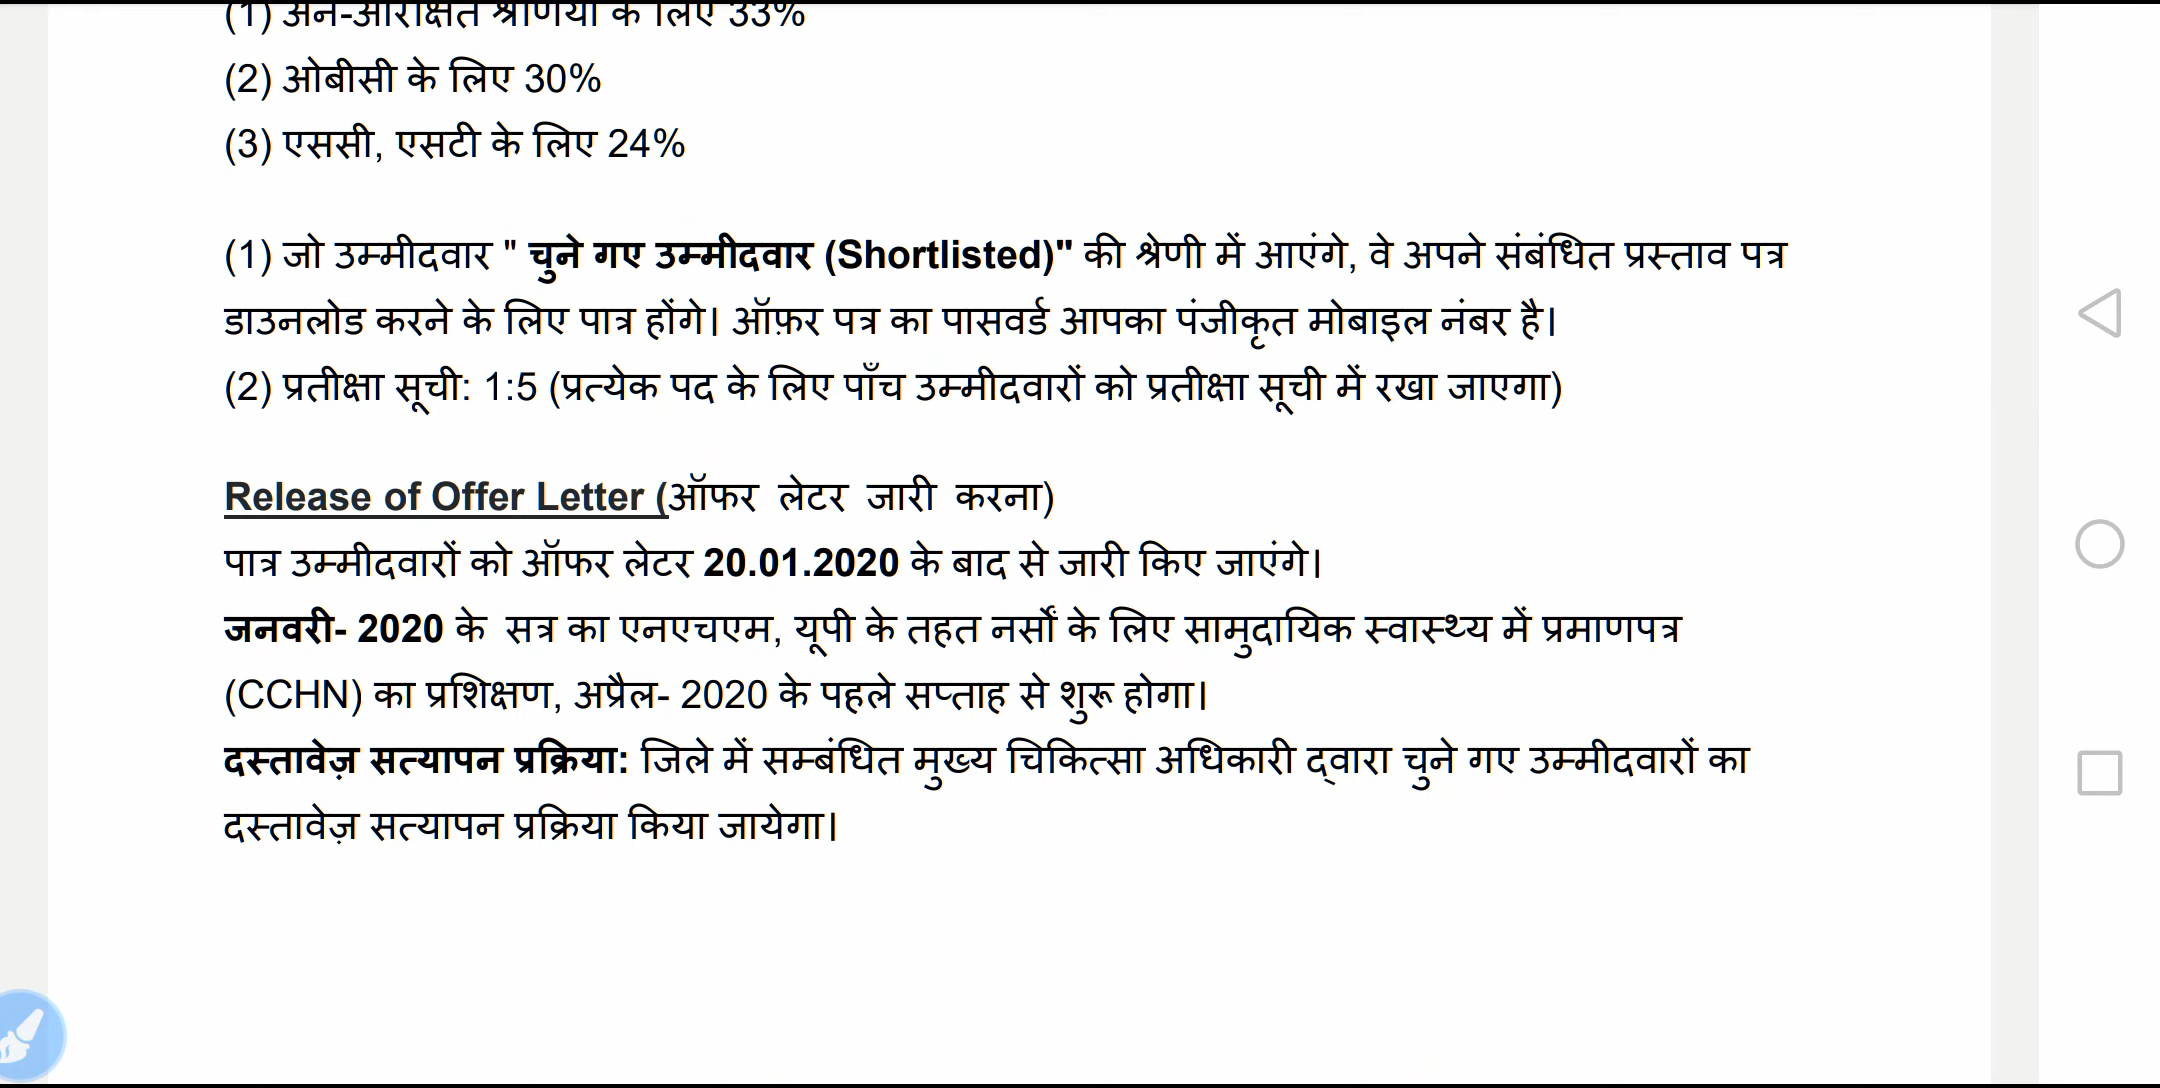 (1) अन-आरक्षित श्रेणियों के लिए 33%
(2) ओबीसी के लिए 30%
(3) एससी, एसटी के लिए 24%
(1) जो उम्मीदवार " चुने गए उम्मीदवार (Shortlisted)" की श्रेणी में आएंगे, वे अपने संबंधित प्रस्ताव पत्र
डाउनलोड करने के लिए पात्र होंगे। ऑफ़र पत्र का पासवर्ड आपका पंजीकृत मोबाइल नंबर है।
(2) प्रतीक्षा सूची: 1:5 (प्रत्येक पद के लिए पाँच उम्मीदवारों को प्रतीक्षा सूची में रखा जाएगा)
Release of Offer Letter (ऑफर लेटर जारी करना)
पात्र उम्मीदवारों को ऑफर लेटर 20.01.2020 के बाद से जारी किए जाएंगे।
जनवरी- 2020 के सत्र का एनएचएम, यूपी के तहत नर्सों के लिए सामुदायिक स्वास्थ्य में प्रमाणपत्र
(CCHN) का प्रशिक्षण, अप्रैल- 2020 के पहले सप्ताह से शुरू होगा।
दस्तावेज़ सत्यापन प्रक्रिया: जिले में सम्बंधित मुख्य चिकित्सा अधिकारी द्वारा चुने गए उम्मीदवारों का
दस्तावेज़ सत्यापन प्रक्रिया किया जायेगा।